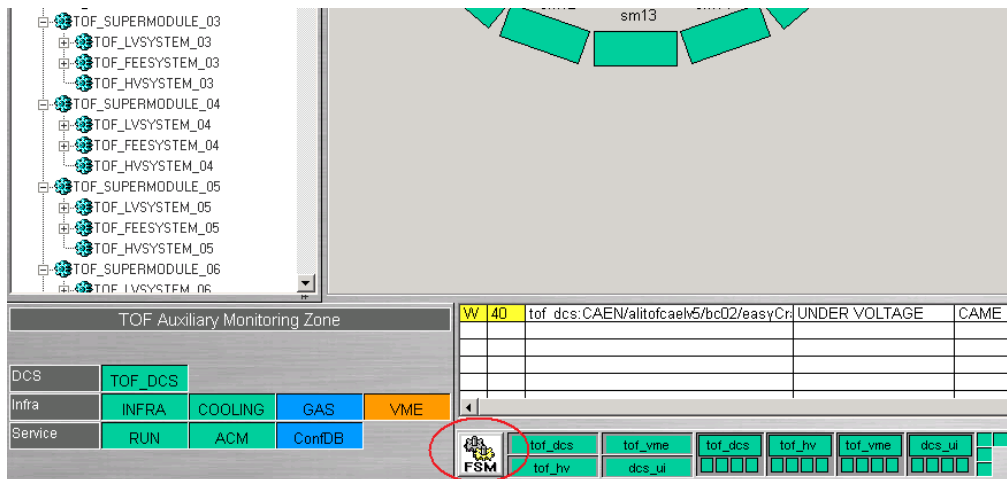 TOF_SUPERMODULE_03
TOF_LVSYSTEM_03
TOF_FEESYSTEM_03
TOF_HVSYSTEM_03
TOF_SUPERMODULE_04
TOF_LVSYSTEM_04
TOF_FEESYSTEM_04
TOF_HVSYSTEM_04
TOF_SUPERMODULE_05
TOF_LVSYSTEM_05
TOF_FEESYSTEM_05
TOF_HVSYSTEM_05
TOF_SUPERMODULE_06
TOF_LVSYSTEM_06
sm13
TOF Auxiliary Monitoring Zone
DCS TOF_DCS
Infra INFRA COOLING GAS VME
Service RUN ACM ConfDB
W 40 tof_dcs:CAEN/alitofcaelv5/bc02/easyCra UNDER VOLTAGE CAME
FSM
tof_dcs tof_vme tof_dcs tof_hv tof_vme dcs_ui
tof_hv dcs_ui